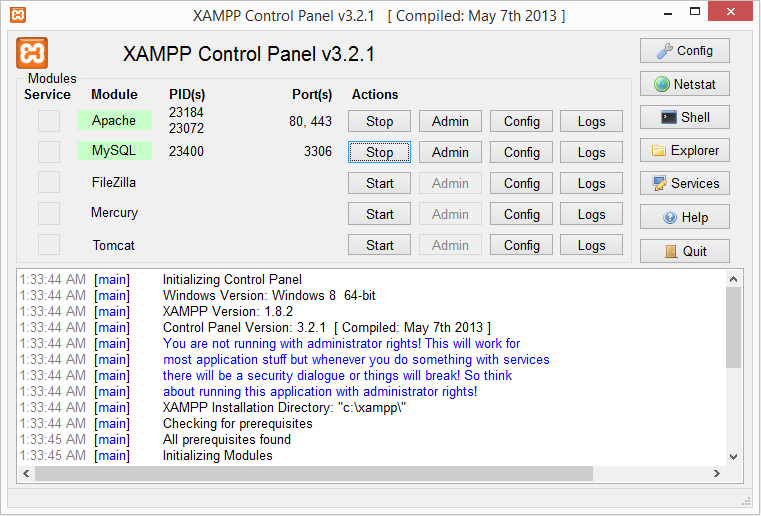 XAMPP Control Panel v3.2.1 [ Compiled: May 7th 2013 ]
XAMPP Control Panel v3.2.1
Config
Modules
Service Module PID(s) Port(s) Actions
Netstat
Apache 23184 23072 80, 443 Stop Admin Config Logs
Shell
MySQL 23400 3306 Stop Admin Config Logs
Explorer
FileZilla Start Admin Config Logs
Services
Mercury Start Admin Config Logs
Help
Tomcat Start Admin Config Logs
Quit
1:33:44 AM [main] Initializing Control Panel
1:33:44 AM [main] Windows Version: Windows 8 64-bit
1:33:44 AM [main] XAMPP Version: 1.8.2
1:33:44 AM [main] Control Panel Version: 3.2.1 [ Compiled: May 7th 2013 ]
1:33:44 AM [main] You are not running with administrator rights! This will work for
1:33:44 AM [main] most application stuff but whenever you do something with services
1:33:44 AM [main] there will be a security dialogue or things will break! So think
1:33:44 AM [main] about running this application with administrator rights!
1:33:44 AM [main] XAMPP Installation Directory: "c:\xampp\"
1:33:44 AM [main] Checking for prerequisites
1:33:45 AM [main] All prerequisites found
1:33:45 AM [main] Initializing Modules